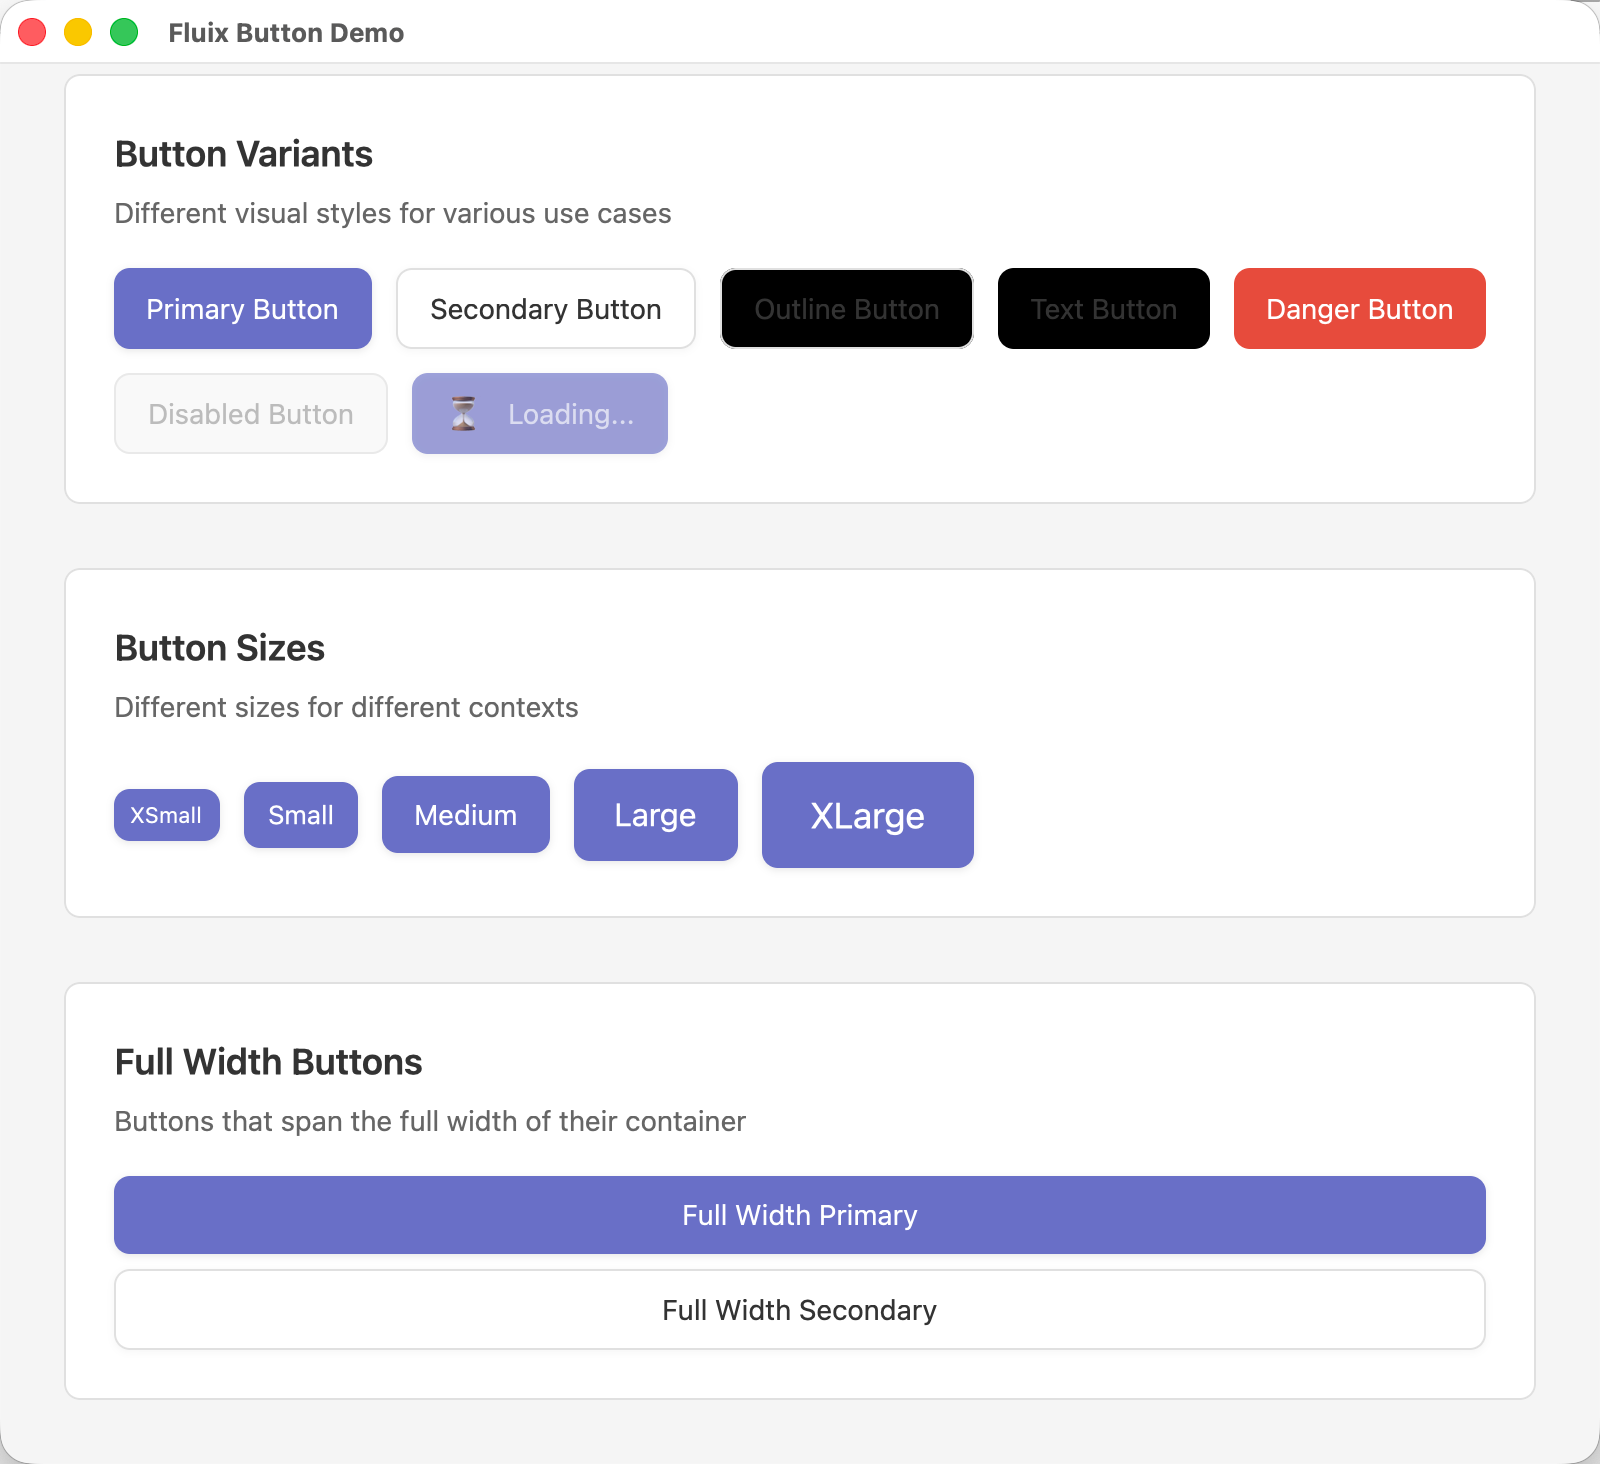 Fluix Button Demo
Button Variants
Different visual styles for various use cases
Primary Button
Secondary Button
Outline Button
Text Button
Danger Button
Disabled Button
Loading...
Button Sizes
Different sizes for different contexts
XSmall
Small
Medium
Large
XLarge
Full Width Buttons
Buttons that span the full width of their container
Full Width Primary
Full Width Secondary